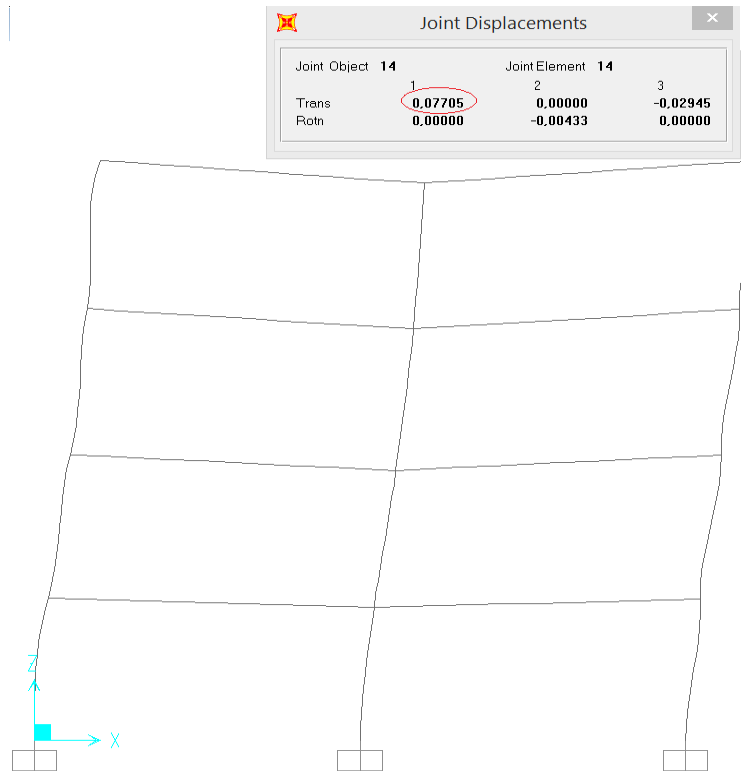 Joint Displacements
Joint Object 14 Joint Element 14
1 2 3
Trans 0,07705 0,00000 -0,02945
Rotn 0,00000 -0,00433 0,00000
Z
X